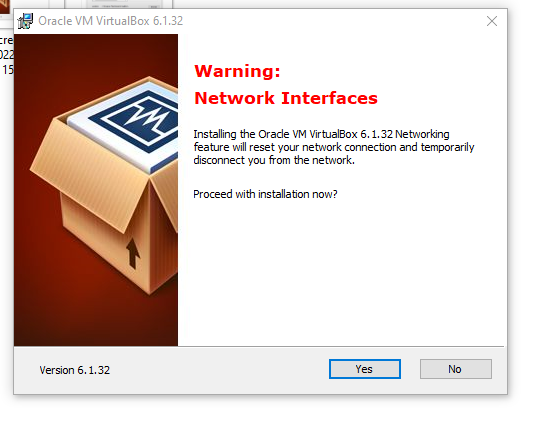 Oracle VM VirtualBox 6.1.32
cre
022
15
Warning:
Network Interfaces
Installing the Oracle VM VirtualBox 6.1.32 Networking
feature will reset your network connection and temporarily
disconnect you from the network.
Proceed with installation now?
Version 6.1.32
Yes
No